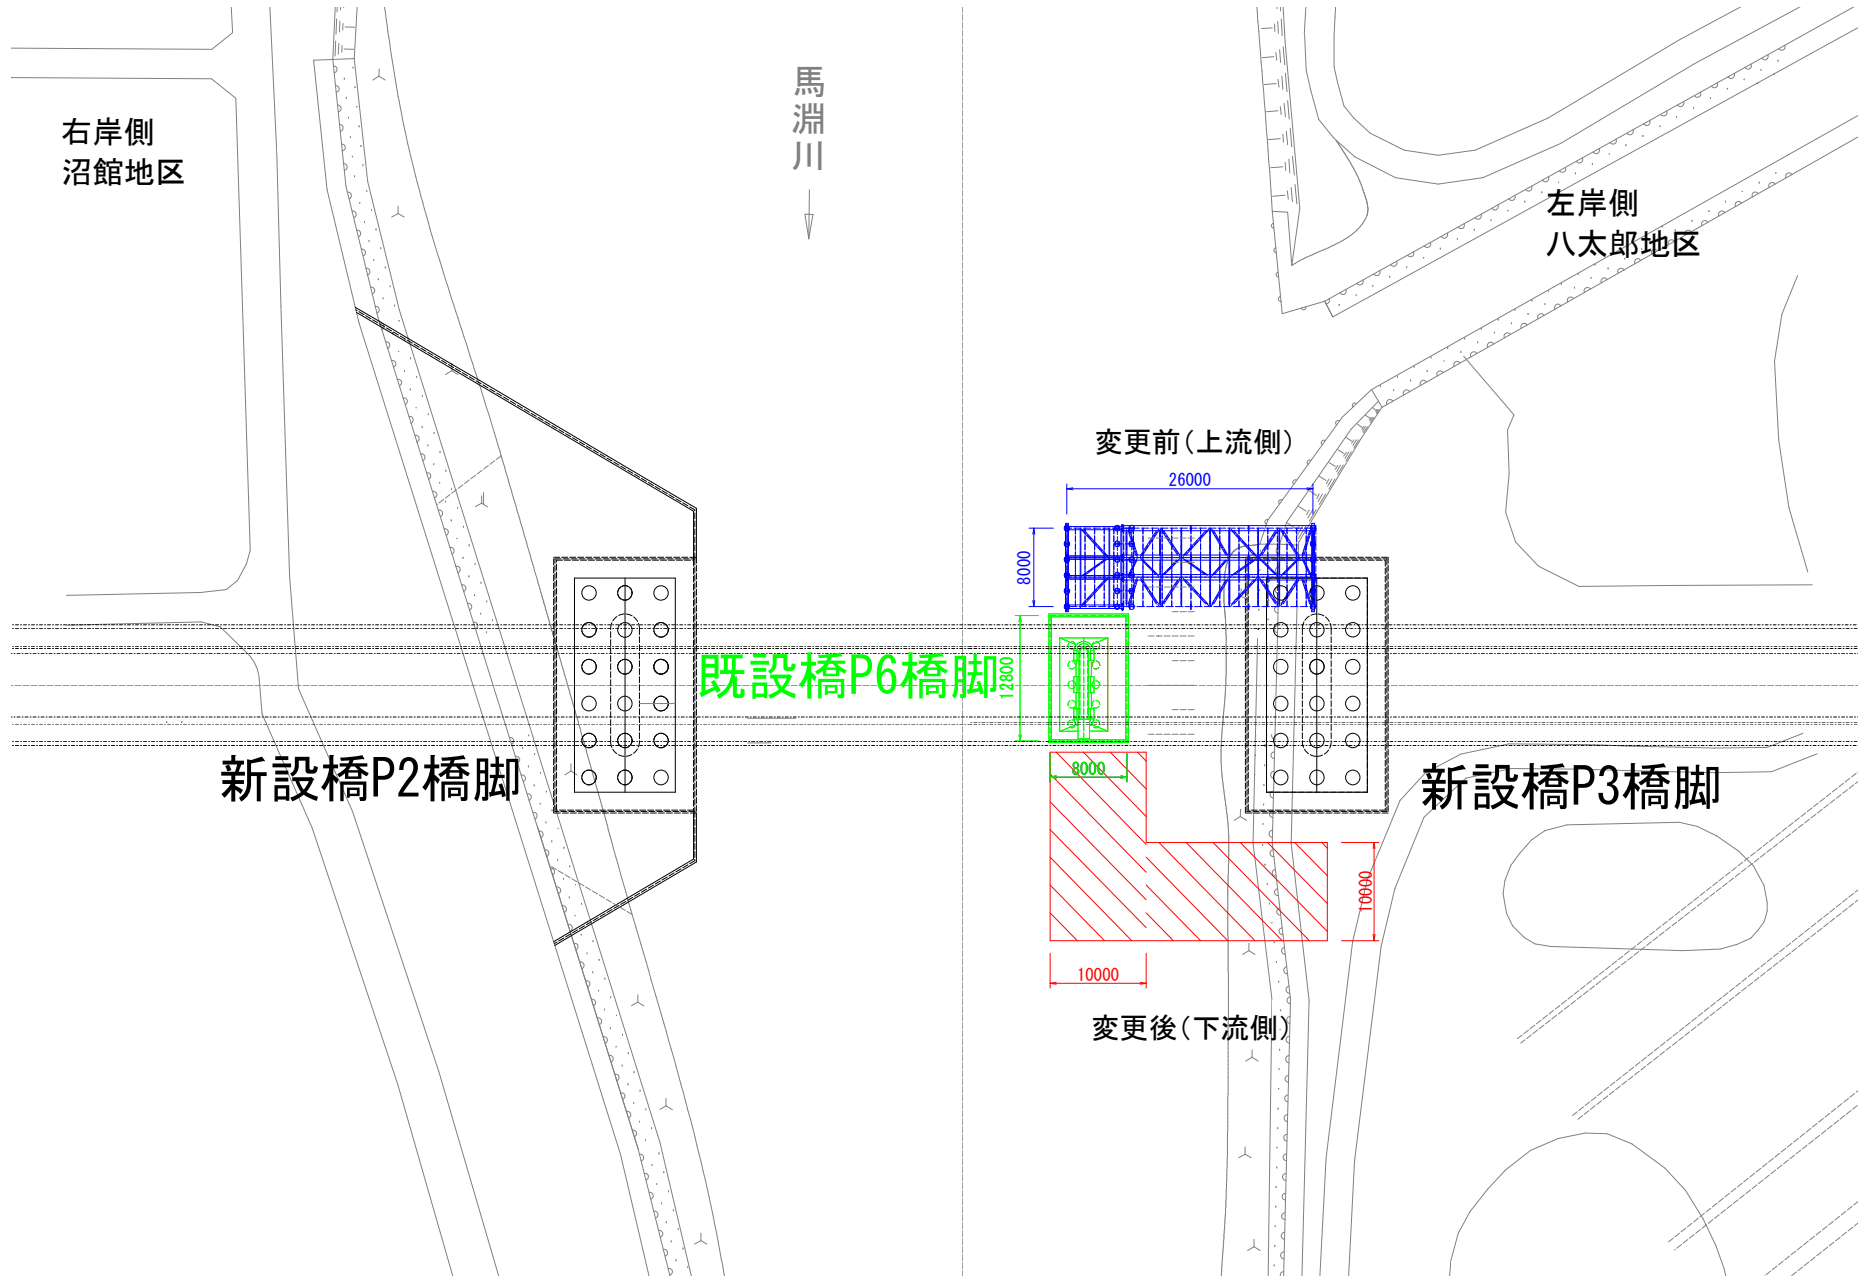 馬淵川
右岸側
沼館地区
左岸側
八太郎地区
変更前(上流側)
26000
8000
既設橋P6橋脚
12800
新設橋P2橋脚
8000
新設橋P3橋脚
10000
10000
変更後(下流側)